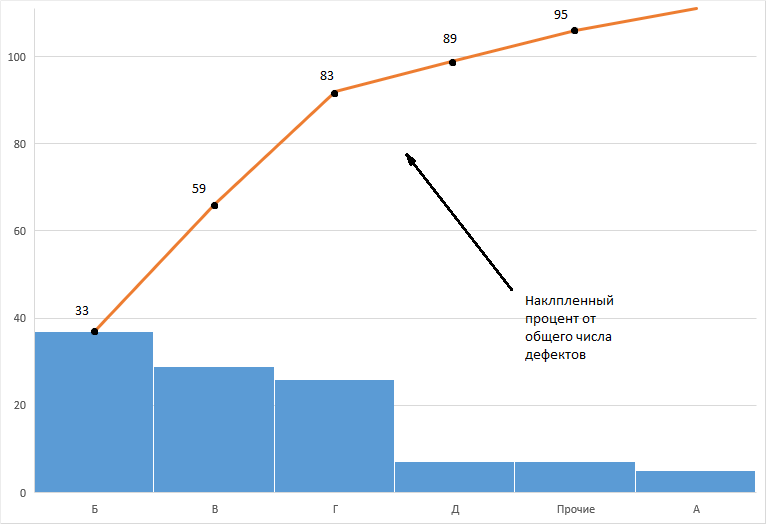 95
89
100
83
80
59
60
33
40
Наклпленный
процент от
общего числа
дефектов
20
0
Б В Г Д Прочие А